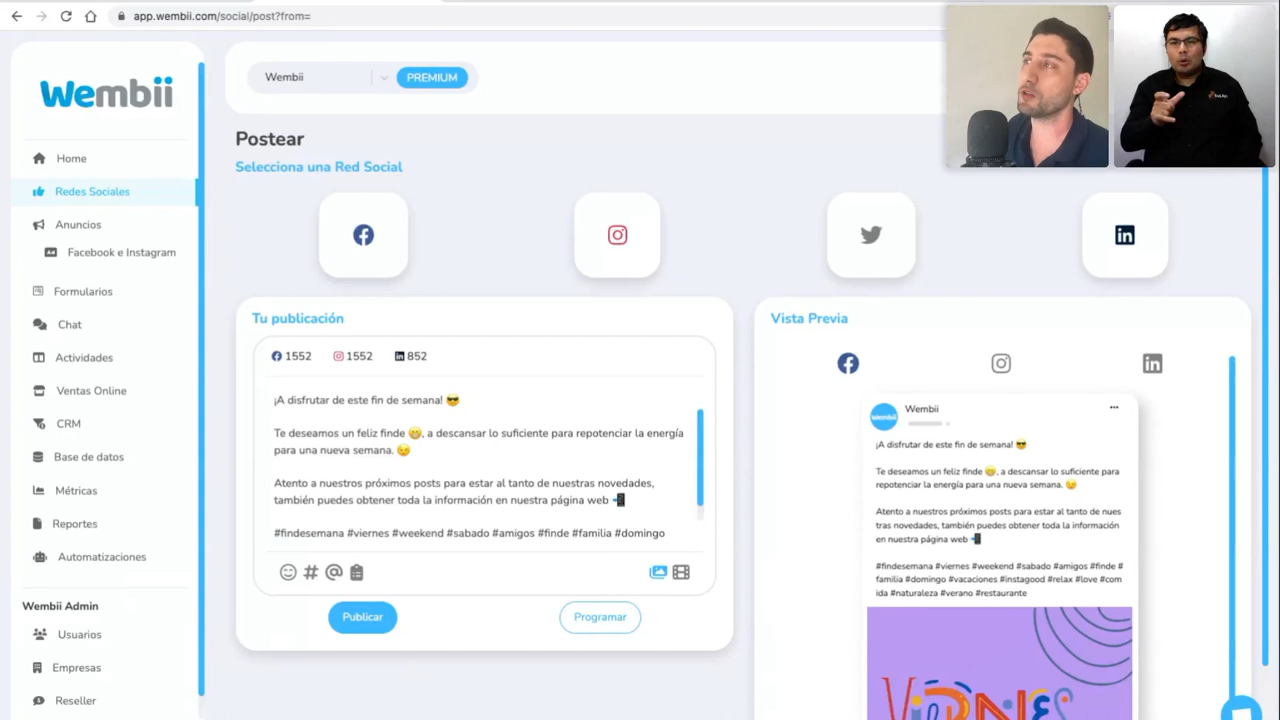 app.wembii.com/social/post?from=
Wembii
Wembii
PREMIUM
Postear
Selecciona una Red Social
Home
Redes Sociales
Anuncios
Facebook e Instagram
Formularios
Chat
Actividades
Ventas Online
CRM
Base de datos
Métricas
Reportes
Automatizaciones
Wembii Admin
Usuarios
Empresas
Reseller
Tu publicación
1552
1552
852
¡A disfrutar de este fin de semana! 😎
Te deseamos un feliz finde 😁, a descansar lo suficiente para repotenciar la energía
para una nueva semana. 😉
Atento a nuestros próximos posts para estar al tanto de nuestras novedades,
también puedes obtener toda la información en nuestra página web 📲
#findesemana #viernes #weekend #sabado #amigos #finde #familia #domingo
Publicar
Programar
Vista Previa
Wembii
Wembii
¡A disfrutar de este fin de semana! 😎
Te deseamos un feliz finde 😁, a descansar lo suficiente para
repotenciar la energía para una nueva semana. 😉
Atento a nuestros próximos posts para estar al tanto de nues
tras novedades, también puedes obtener toda la información
en nuestra página web 📲
#findesemana #viernes #weekend #sabado #amigos #finde #
familia #domingo #vacaciones #instagood #relax #love #com
ida #naturaleza #verano #restaurante
VIERNES